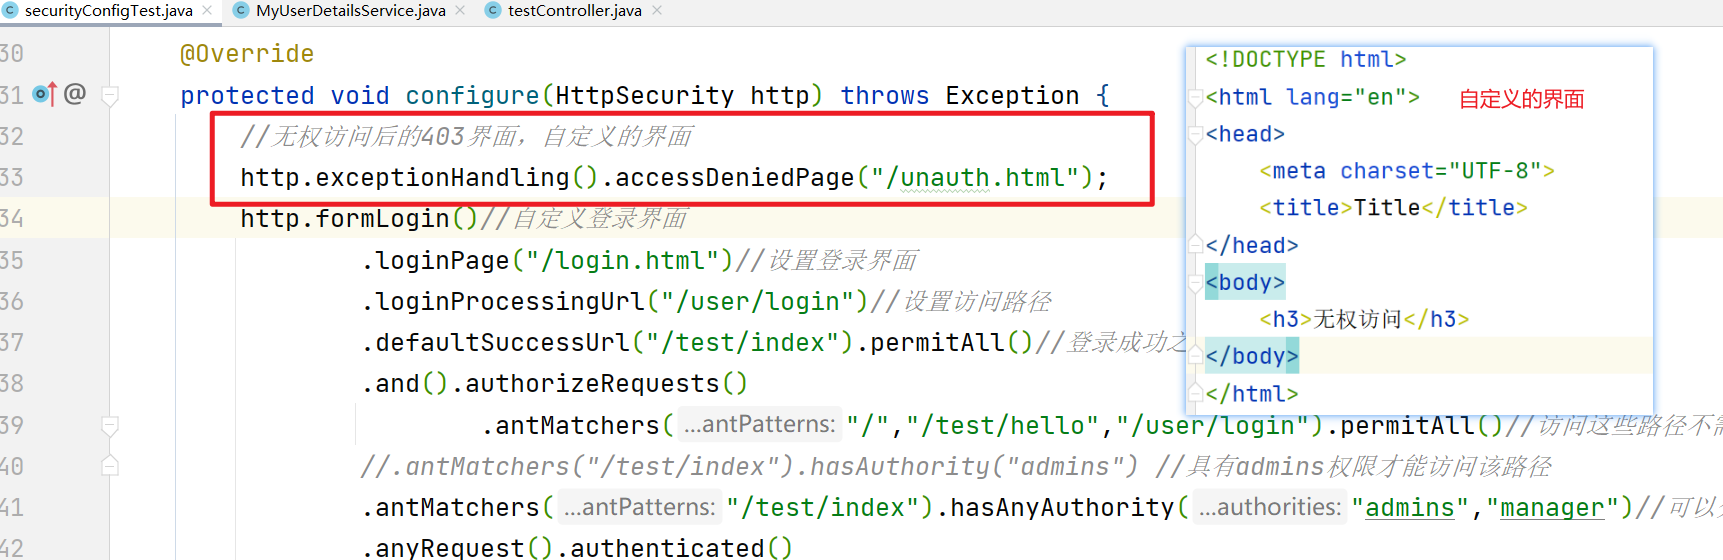 securityConfigTest.java
MyUserDetailsService.java
testController.java
30
@Override
31
@
protected void configure(HttpSecurity http) throws Exception {
32
//无权访问后的403界面，自定义的界面
33
http.exceptionHandling().accessDeniedPage("/unauth.html");
34
http.formLogin()//自定义登录界面
35
.loginPage("/login.html")//设置登录界面
36
.loginProcessingUrl("/user/login")//设置访问路径
37
.defaultSuccessUrl("/test/index").permitAll()//登录成功之
38
.and().authorizeRequests()
39
.antMatchers(...antPatterns: "/","/test/hello","/user/login").permitAll()//访问这些路径不需
40
//.antMatchers("/test/index").hasAuthority("admins") //具有admins权限才能访问该路径
41
.antMatchers(...antPatterns: "/test/index").hasAnyAuthority(...authorities: "admins","manager")//可以
42
.anyRequest().authenticated()
<!DOCTYPE html>
<html lang="en">
自定义的界面
<head>
<meta charset="UTF-8">
<title>Title</title>
</head>
<body>
<h3>无权访问</h3>
</body>
</html>